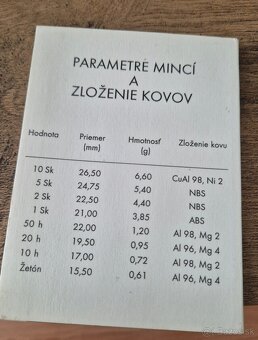 PARAMETRE MINCÍ
A
ZLOŽENIE KOVOV
Hodnota Priemer (mm) Hmotnosť (g) Zloženie kovu
10 Sk 26,50 6,60 CuAl 98, Ni 2
5 Sk 24,75 5,40 NBS
2 Sk 22,50 4,40 NBS
1 Sk 21,00 3,85 ABS
50 h 22,00 1,20 Al 98, Mg 2
20 h 19,50 0,95 Al 96, Mg 4
10 h 17,00 0,72 Al 98, Mg 2
Žetón 15,50 0,61 Al 96, Mg 4